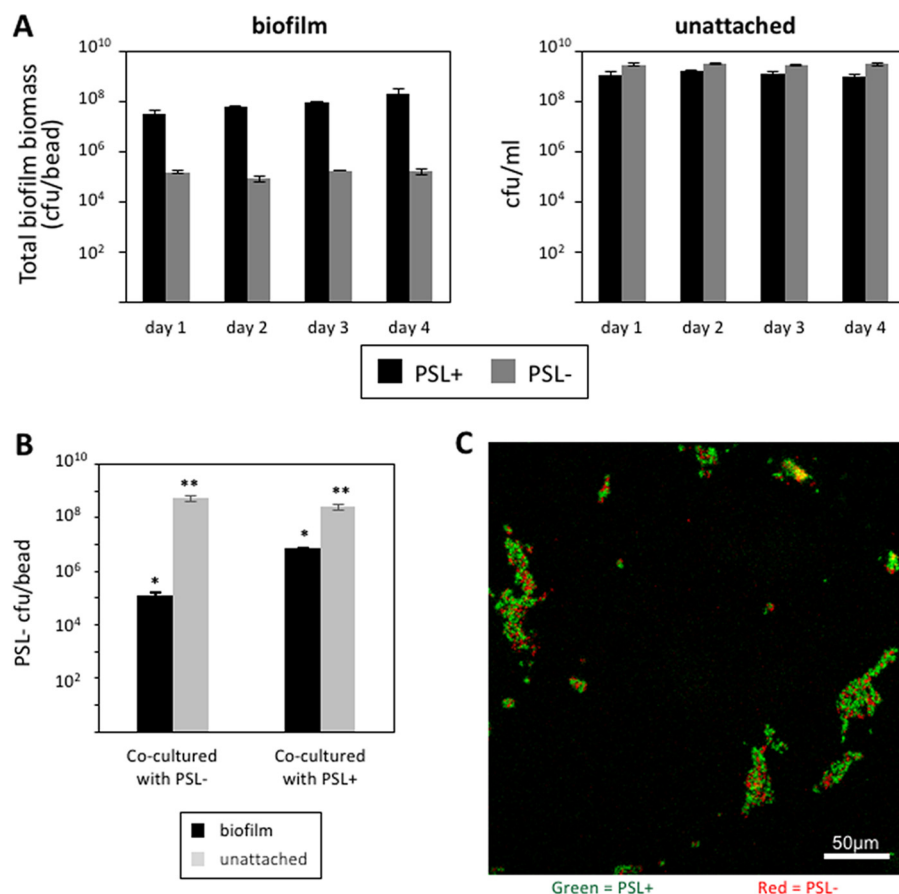 A
biofilm
unattached
Total biofilm biomass
(cfu/bead)
10^10
10^8
10^6
10^4
10^2
day 1 day 2 day 3 day 4
cfu/ml
10^10
10^8
10^6
10^4
10^2
day 1 day 2 day 3 day 4
PSL+ PSL-
B
PSL- cfu/bead
10^10
10^8
10^6
10^4
10^2
* ** * **
Co-cultured
with PSL-
Co-cultured
with PSL+
biofilm
unattached
C
50µm
Green = PSL+ Red = PSL-